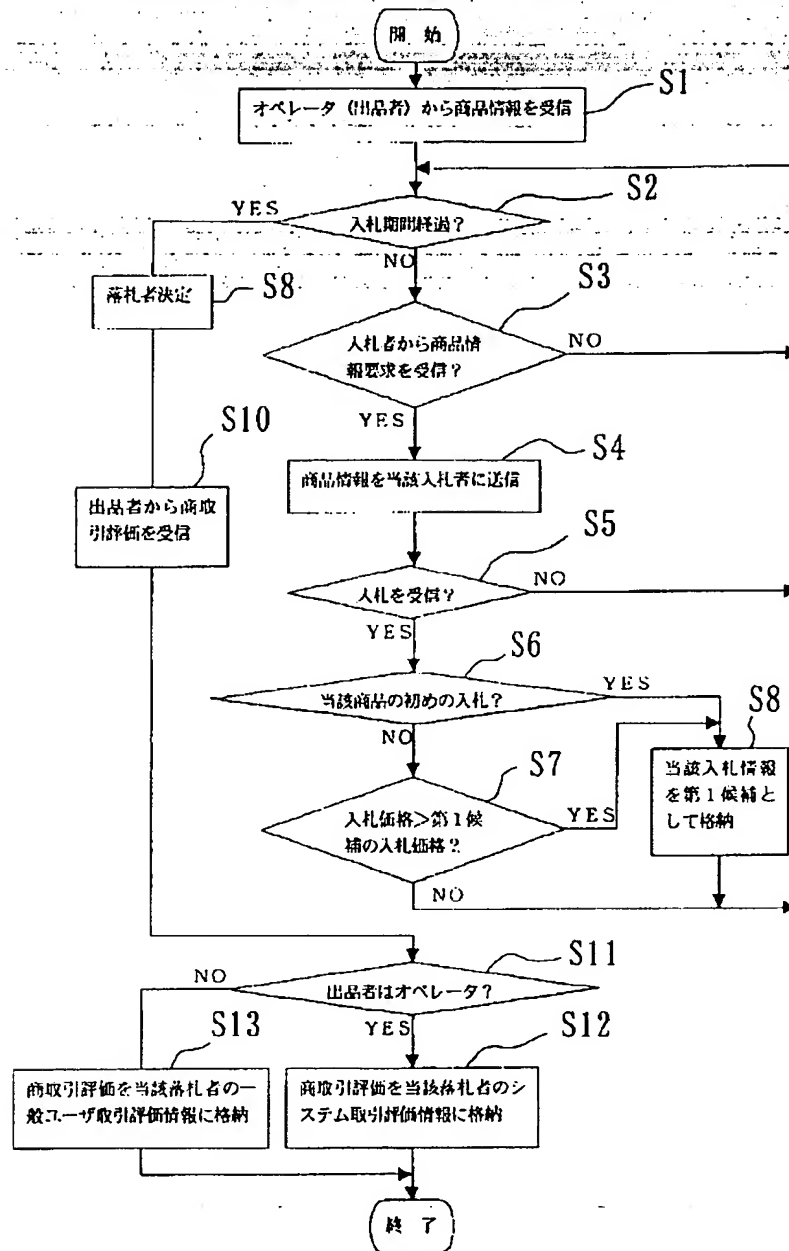 開 始
S1
オペレータ(出品者)から商品情報を受信
S2
YES
入札期間経過?
NO
S8
落札者決定
S3
入札者から商品情
報要求を受信?
NO
YES
S10
出品者から商取
引評価を受信
S4
商品情報を当該入札者に送信
S5
入札を受信?
NO
YES
S6
当該商品の初めの入札?
YES
NO
S8
当該入札情報
を第1候補と
して格納
S7
入札価格>第1候
補の入札価格?
YES
NO
S11
NO
出品者はオペレータ?
YES
S13
商取引評価を当該落札者の一
般ユーザ取引評価情報に格納
S12
商取引評価を当該落札者のシ
ステム取引評価情報に格納
終 了